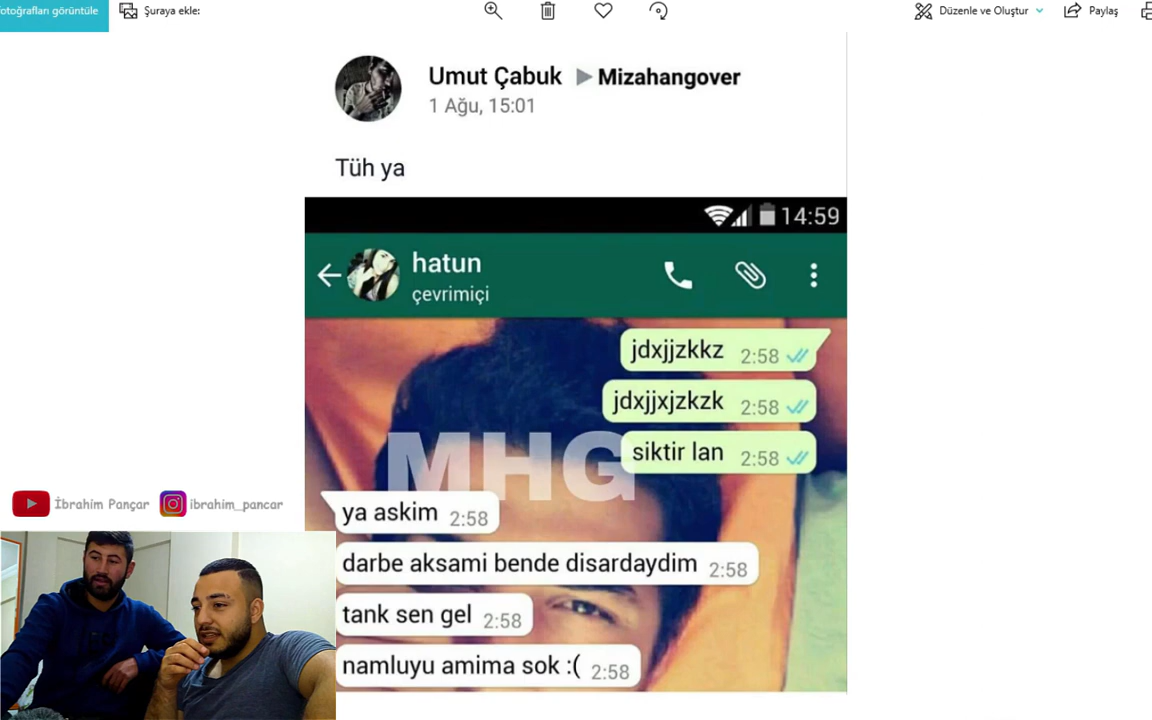 fotoğrafları görüntüle
Şuraya ekle:
Düzenle ve Oluştur
Paylaş
Umut Çabuk ▶ Mizahangover
1 Ağu, 15:01
Tüh ya
14:59
hatun
çevrimiçi
jdxjjzkkz 2:58
jdxjjxjzkzk 2:58
siktir lan 2:58
MHG
ya askim 2:58
darbe aksami bende disardaydim 2:58
tank sen gel 2:58
namluyu amima sok :( 2:58
İbrahim Pançar
ibrahim_pancar